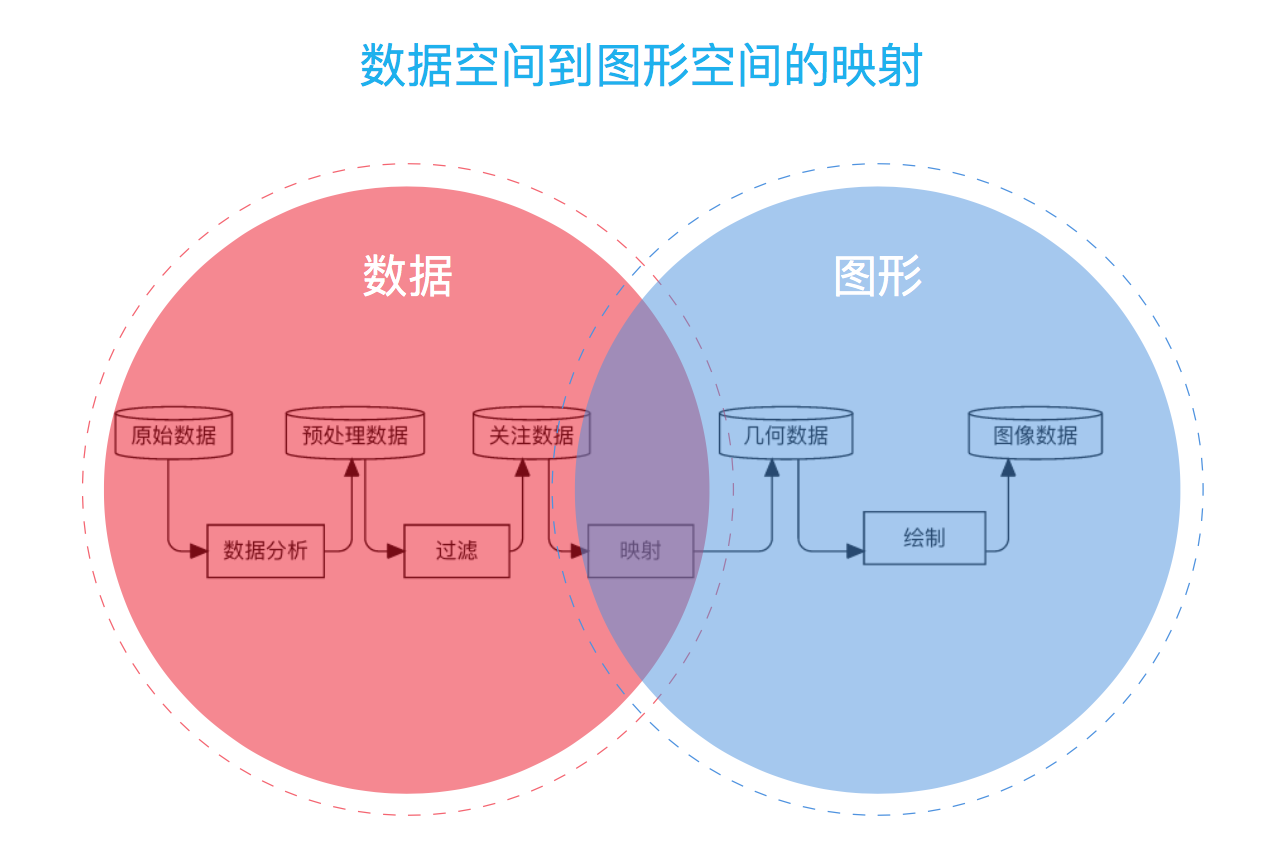 数据空间到图形空间的映射
数据
图形
原始数据
预处理数据
关注数据
几何数据
图像数据
数据分析
过滤
映射
绘制